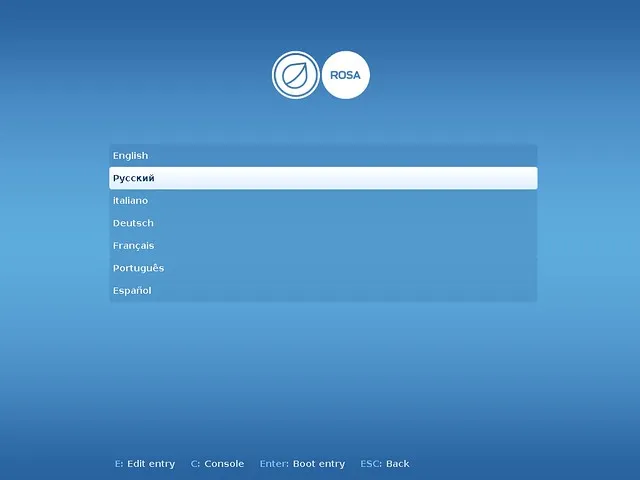 ROSA
English
Русский
italiano
Deutsch
Français
Português
Español
E: Edit entry C: Console Enter: Boot entry ESC: Back